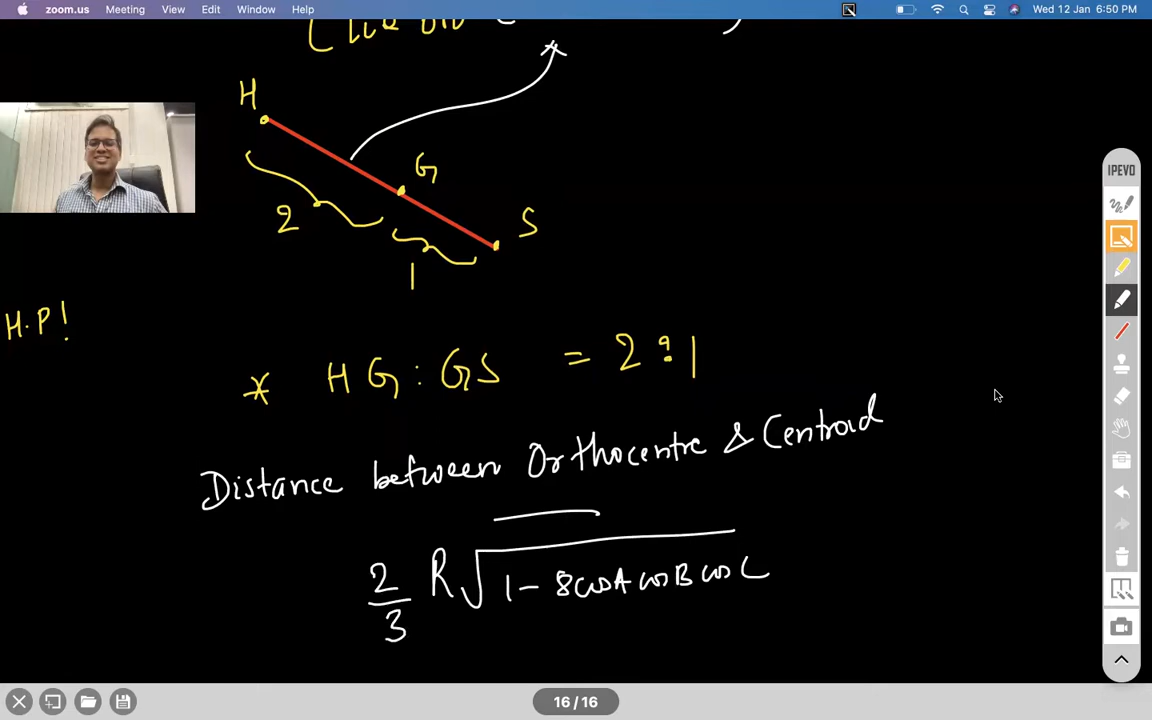 zoom.us Meeting View Edit Window Help Wed 12 Jan 6:50 PM
H
G
S
2
1
IPEVO
H.P!
* HG : GS = 2 : 1
Distance between Orthocentre & Centroid
2/3 R√1 - 8cosA cosB cos C
16 / 16